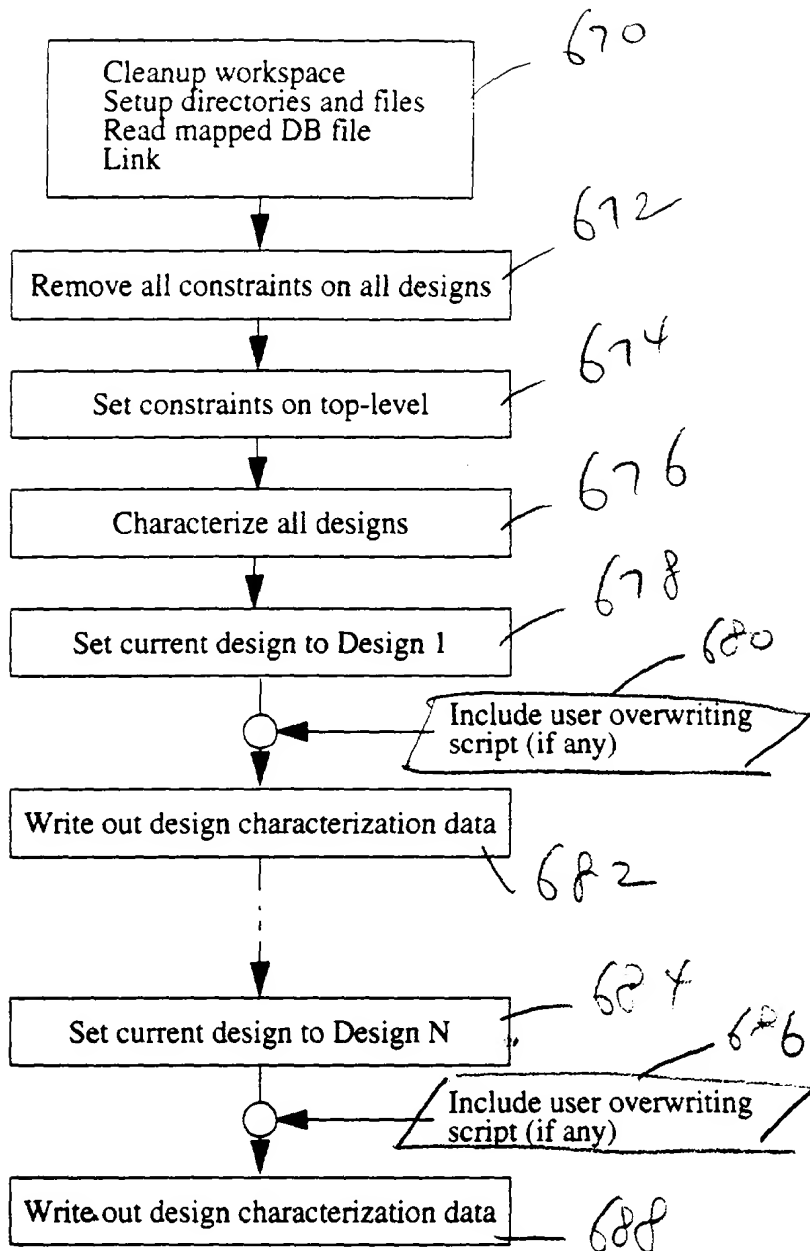 670
Cleanup workspace
Setup directories and files
Read mapped DB file
Link
672
Remove all constraints on all designs
674
Set constraints on top-level
676
Characterize all designs
678
Set current design to Design 1
680
Include user overwriting
script (if any)
Write out design characterization data
682
684
Set current design to Design N
686
Include user overwriting
script (if any)
Write out design characterization data
688